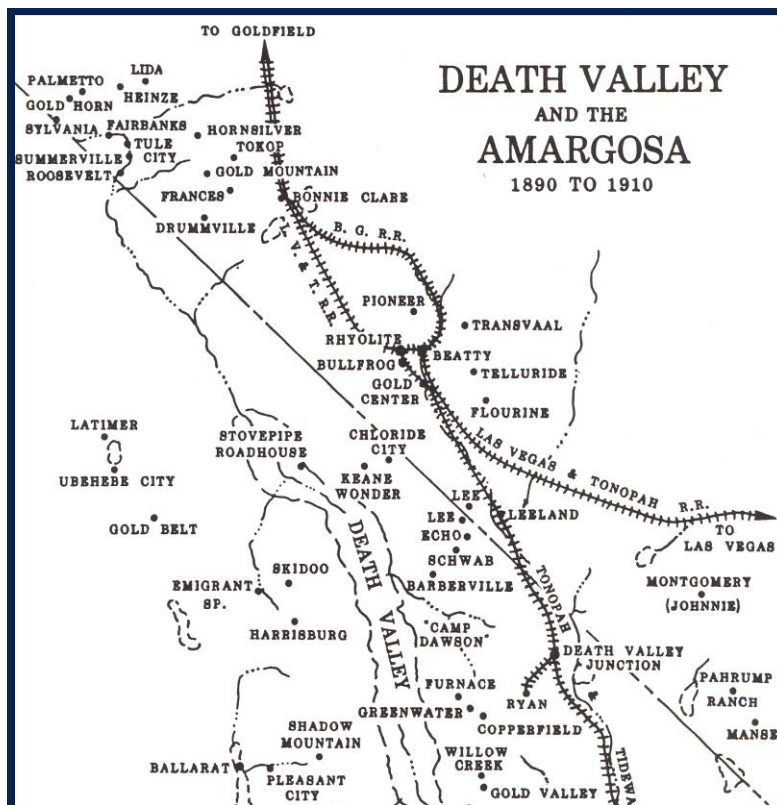 TO GOLDFIELD
DEATH VALLEY
AND THE
AMARGOSA
1890 TO 1910
LIDA
PALMETTO
HEINZE
GOLD HORN
SYLVANIA
FAIRBANKS
HORNSILVER
TULE
CITY
TOKOP
SUMMERVILLE
GOLD MOUNTAIN
ROOSEVELT
FRANCES
BONNIE CLARE
DRUMMVILLE
B. G. R.R.
L. V. & T. R.R.
PIONEER
TRANSVAAL
RHYOLITE
BEATTY
BULLFROG
TELLURIDE
GOLD
CENTER
FLOURINE
LATIMER
STOVEPIPE
ROADHOUSE
CHLORIDE
CITY
LAS VEGAS & TONOPAH R.R.
UBEHEBE CITY
KEANE
WONDER
LEE
LEELAND
LEE
GOLD BELT
ECHO
TO
LAS VEGAS
SCHWAB
DEATH VALLEY
SKIDOO
BARBERVILLE
TONOPAH
MONTGOMERY
(JOHNNIE)
EMIGRANT
SP.
HARRISBURG
CAMP
DAWSON
DEATH VALLEY
JUNCTION
FURNACE
RYAN
&
PAHRUMP
RANCH
GREENWATER
COPPERFIELD
MANSE
SHADOW
MOUNTAIN
WILLOW
CREEK
TIDEWA
BALLARAT
PLEASANT
CITY
GOLD VALLEY